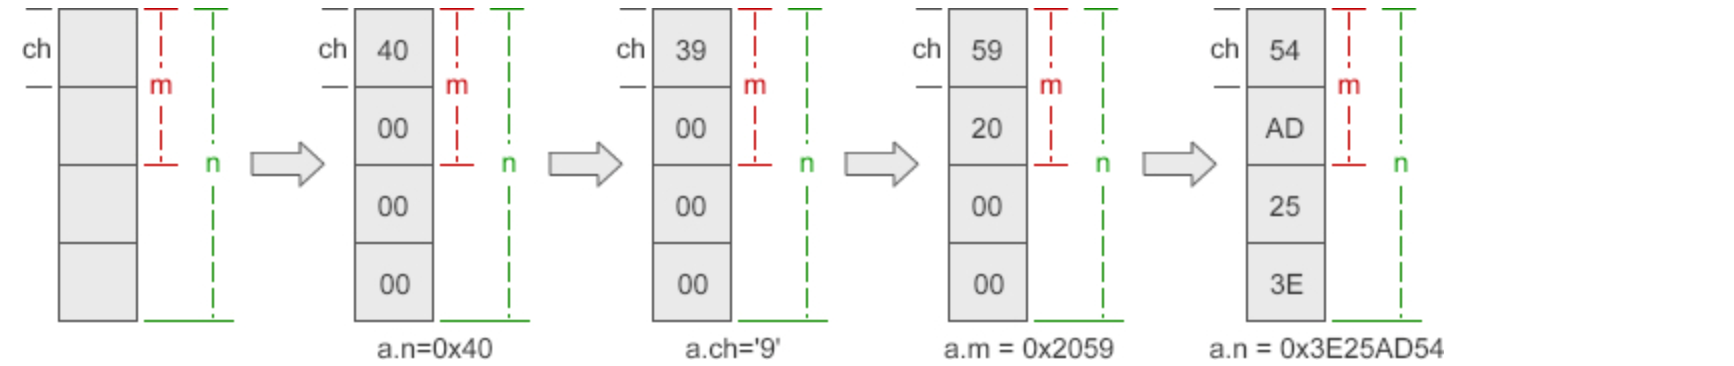 ch 40 ch 39 ch 59 ch 54 ch
m m m m m
00 00 20 AD
n n n n n
00 00 00 25
00 00 00 3E
a.n=0x40 a.ch='9' a.m = 0x2059 a.n = 0x3E25AD54